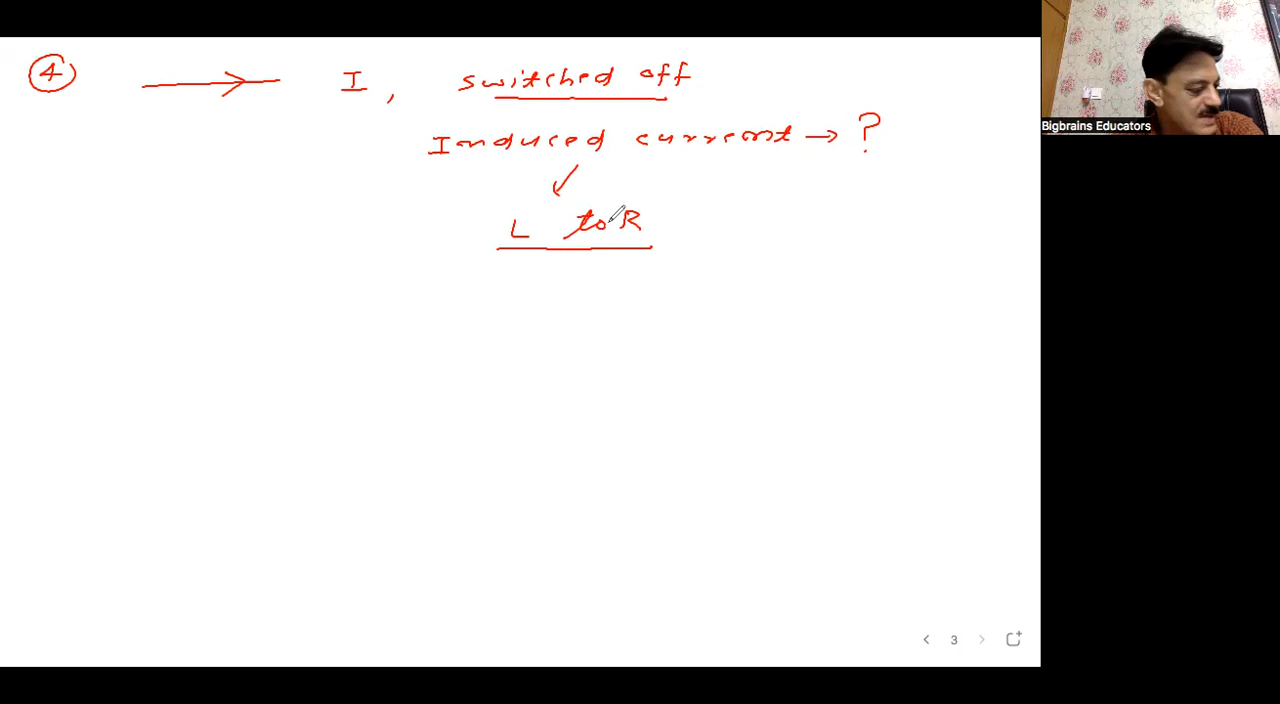 ④ → I, switched off
Induced current → ?
L to R
Bigbrains Educators
3